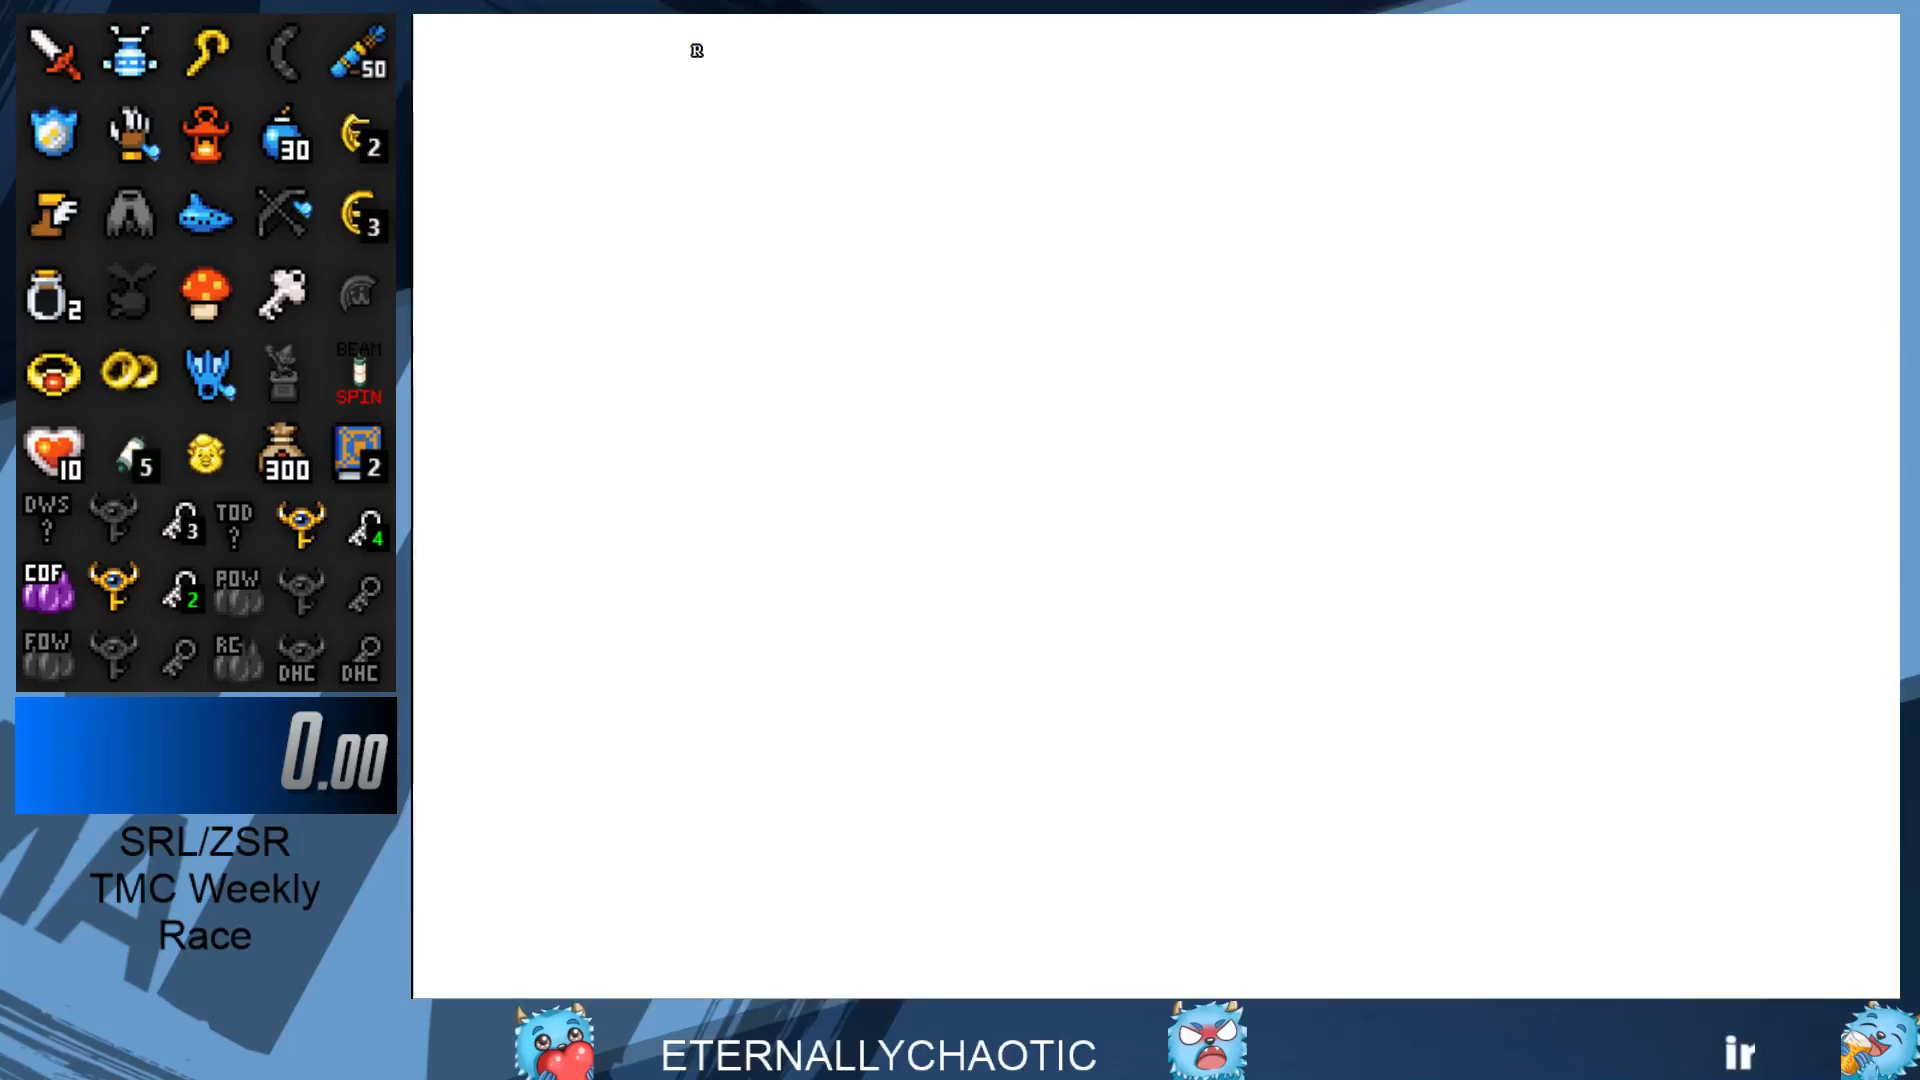 R
50
30
2
3
2
BEAM
SPIN
10
5
300
2
DWS
?
3
TOD
?
4
COF
2
POW
FOW
RC
DHC
DHC
0.00
SRL/ZSR
TMC Weekly
Race
ETERNALLYCHAOTIC
ir